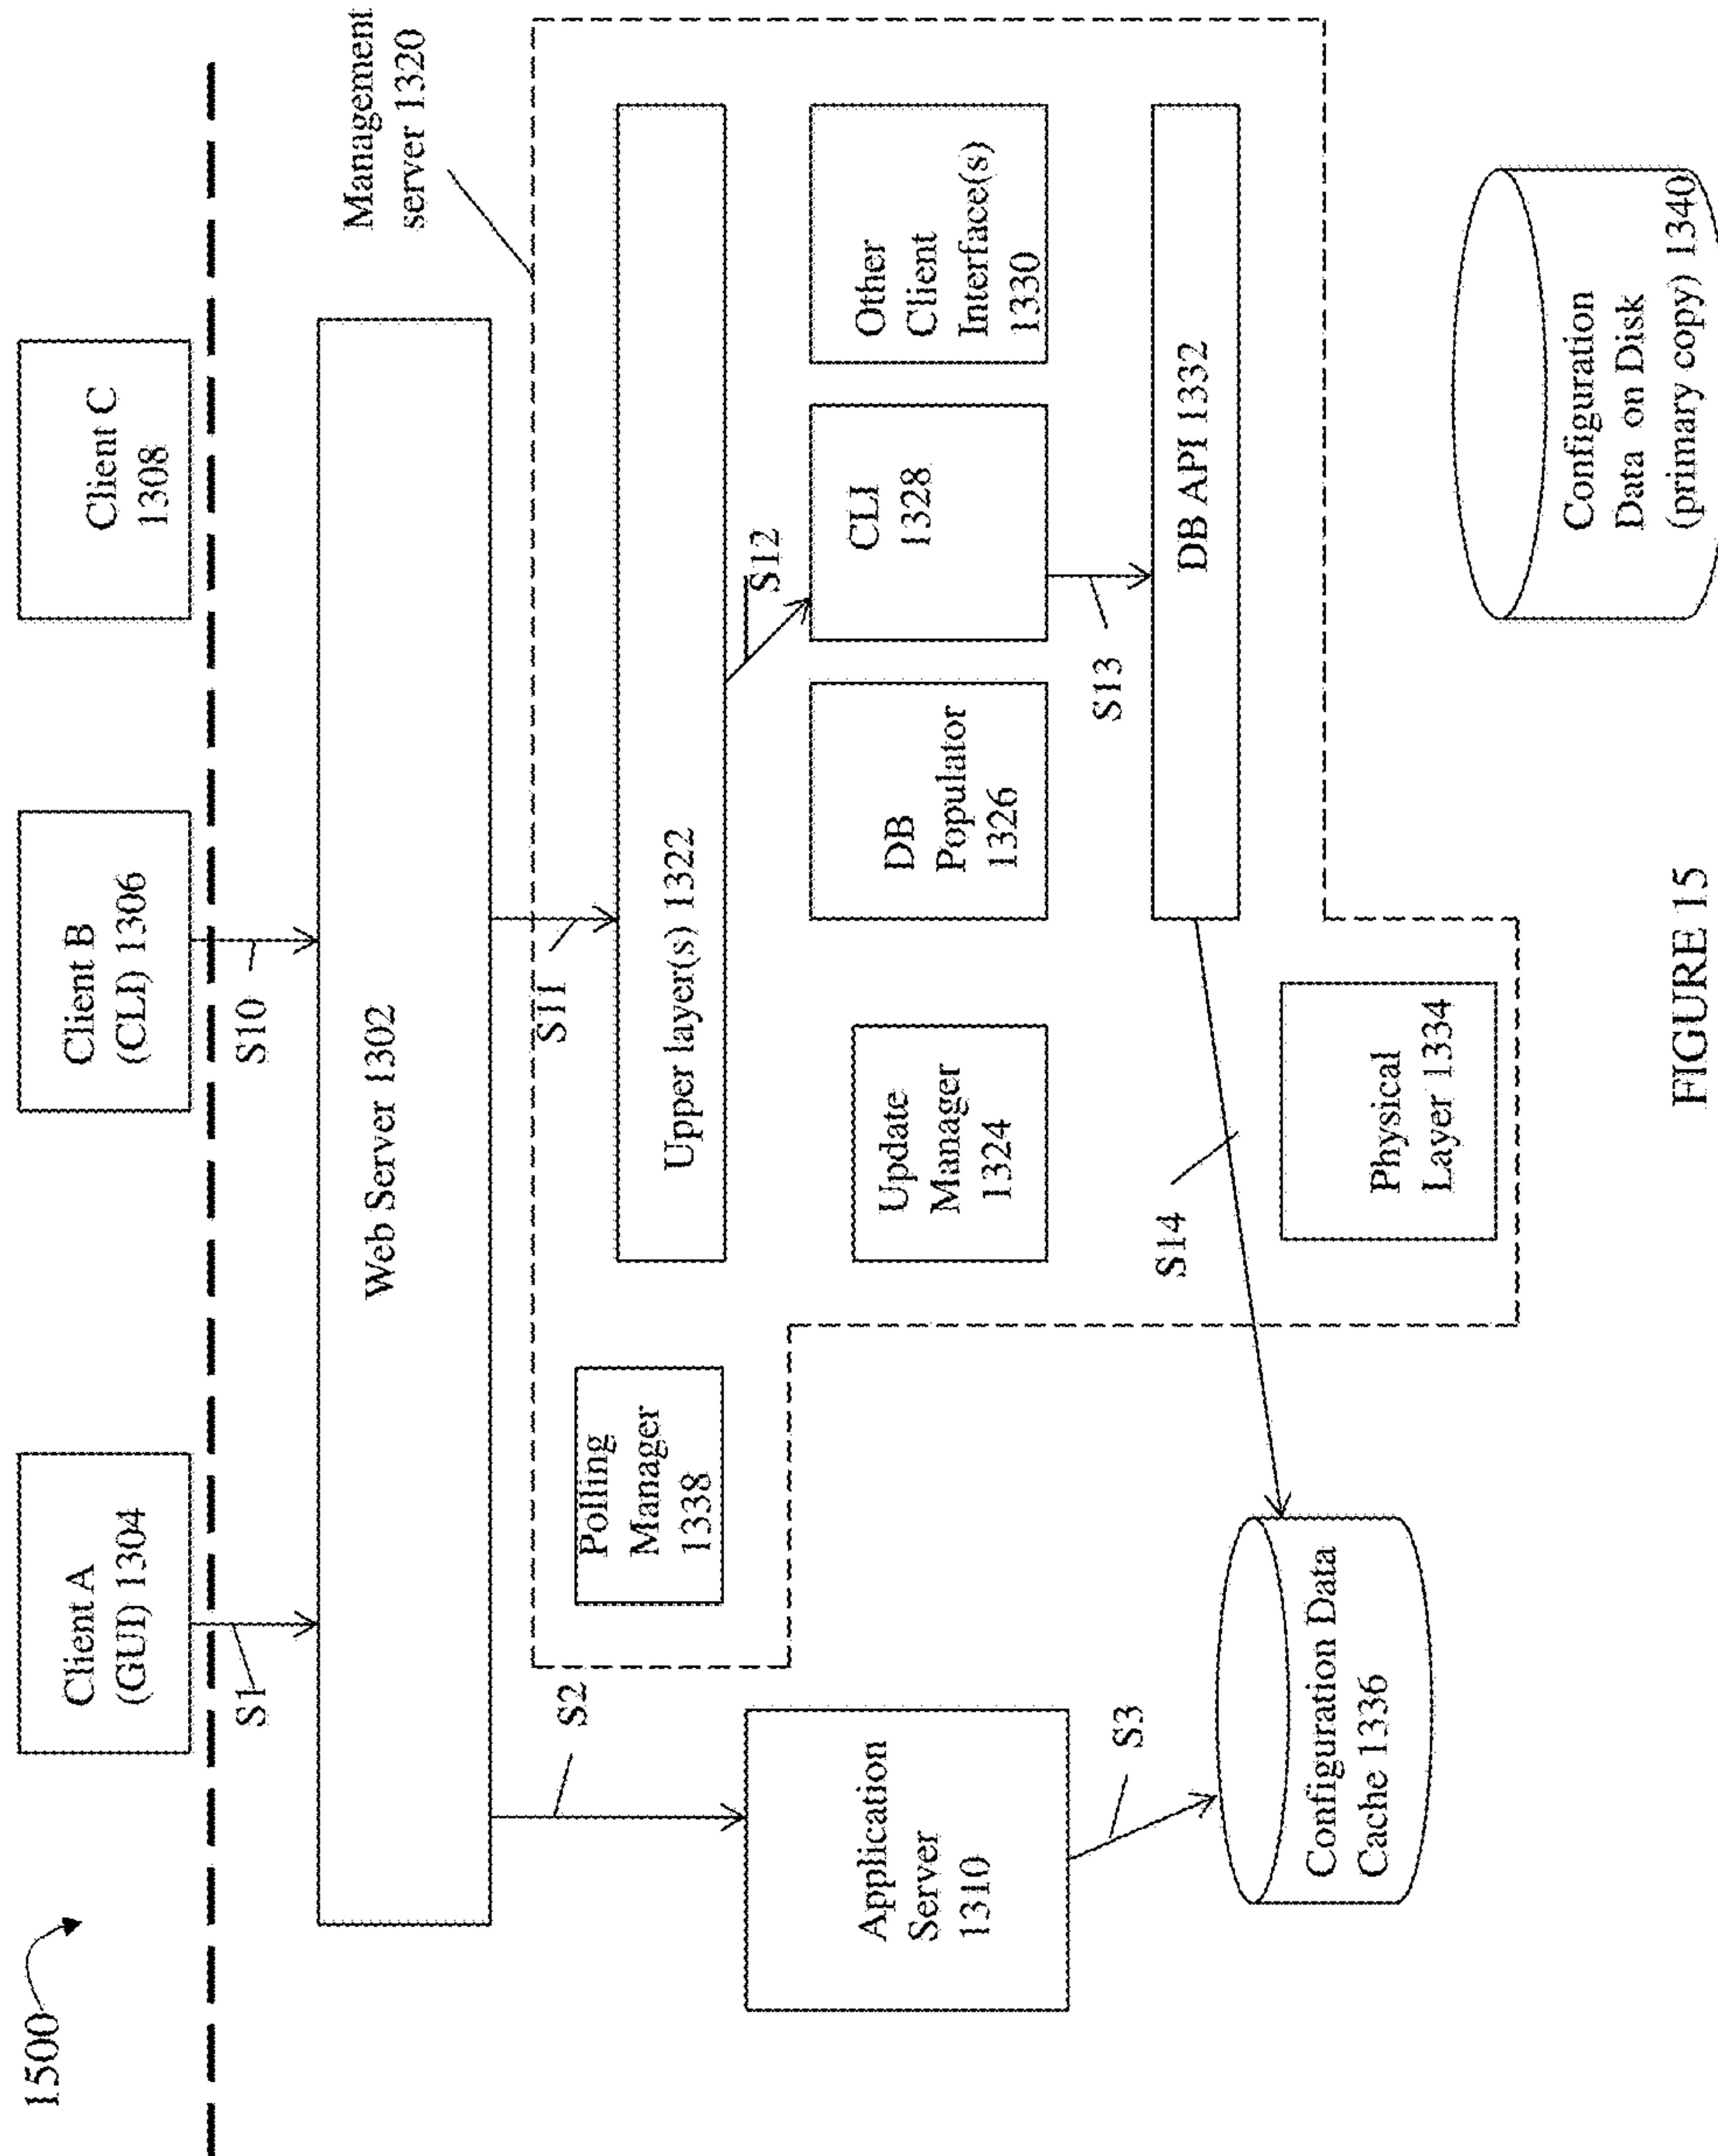 1500
Client A
(GUI) 1304
Client B
(CLI) 1306
Client C
1308
S1
S10
Web Server 1302
Management
server 1320
S2
S11
Polling
Manager
1338
Upper layer(s) 1322
S12
Application
Server
1310
Update
Manager
1324
DB
Populator
1326
CLI
1328
Other
Client
Interface(s)
1330
S3
S14
S13
DB API 1332
Configuration Data
Cache 1336
Physical
Layer 1334
Configuration
Data on Disk
(primary copy) 1340
FIGURE 15